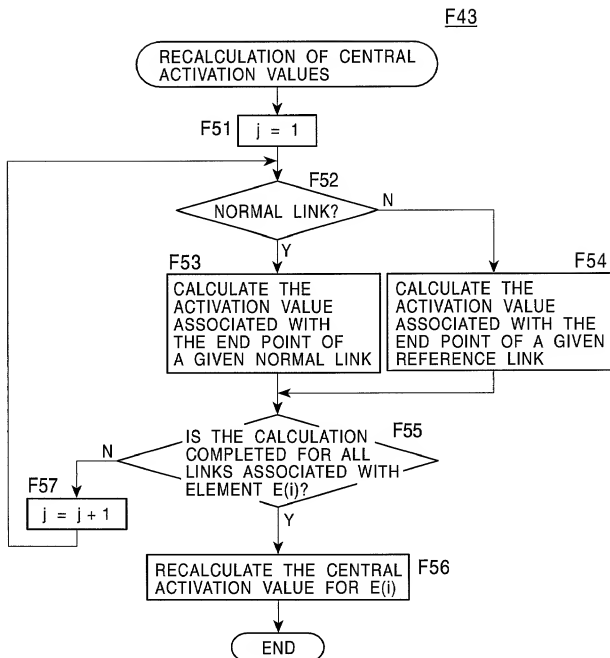 F43
RECALCULATION OF CENTRAL
ACTIVATION VALUES
F51
j = 1
F52
NORMAL LINK?
N
Y
F53
CALCULATE THE
ACTIVATION VALUE
ASSOCIATED WITH
THE END POINT OF
A GIVEN NORMAL LINK
F54
CALCULATE THE
ACTIVATION VALUE
ASSOCIATED WITH THE
END POINT OF A GIVEN
REFERENCE LINK
F55
IS THE CALCULATION
COMPLETED FOR ALL
LINKS ASSOCIATED WITH
ELEMENT E(i)?
N
Y
F57
j = j + 1
RECALCULATE THE CENTRAL
ACTIVATION VALUE FOR E(i)
F56
END